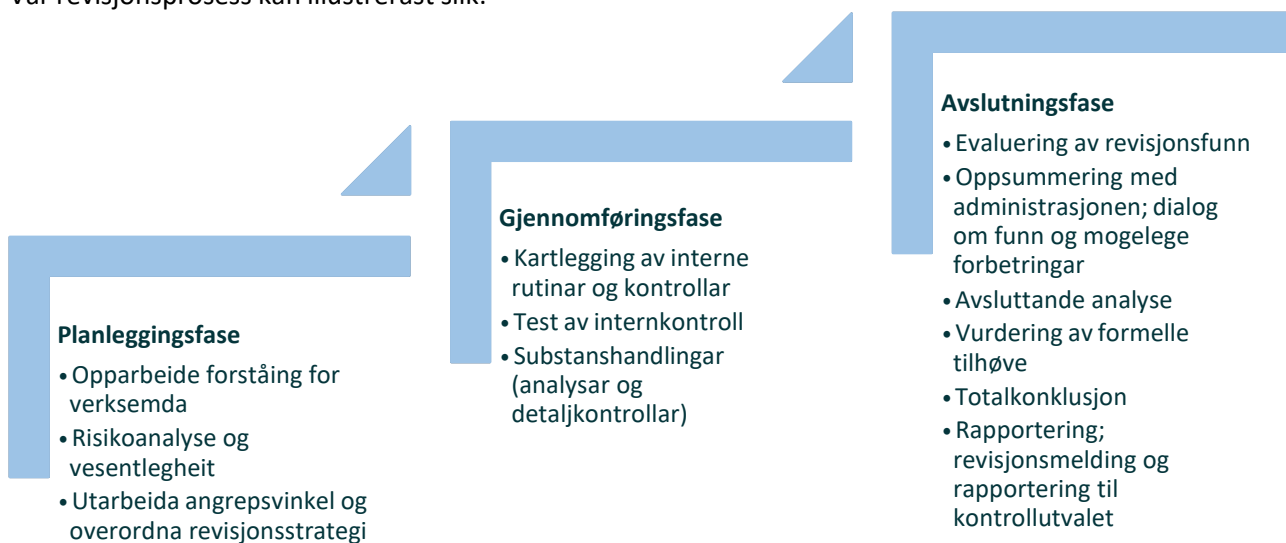 Vår revisjonsprosess kan illustrerast slik:
Planleggingsfase
• Opparbeide forståing for
verksemda
• Risikoanalyse og
vesentlegheit
• Utarbeida angrepsvinkel og
overordna revisjonsstrategi
Gjennomføringsfase
• Kartlegging av interne
rutinar og kontrollar
• Test av internkontroll
• Substanshandlingar
(analysar og
detaljkontrollar)
Avslutningsfase
• Evaluering av revisjonsfunn
• Oppsummering med
administrasjonen; dialog
om funn og mogelege
forbetringar
• Avsluttande analyse
• Vurdering av formelle
tilhøve
• Totalkonklusjon
• Rapportering;
revisjonsmelding og
rapportering til
kontrollutvalet